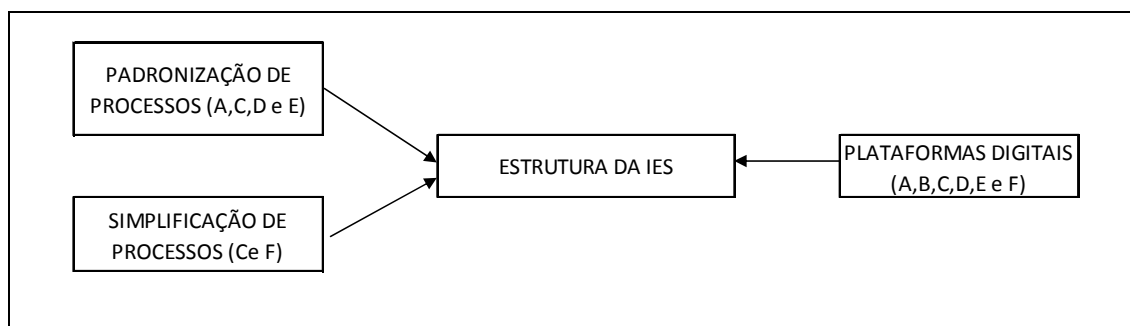 PADRONIZAÇÃO DE
PROCESSOS (A,C,D e E)
SIMPLIFICAÇÃO DE
PROCESSOS (Ce F)
ESTRUTURA DA IES
PLATAFORMAS DIGITAIS
(A,B,C,D,E e F)